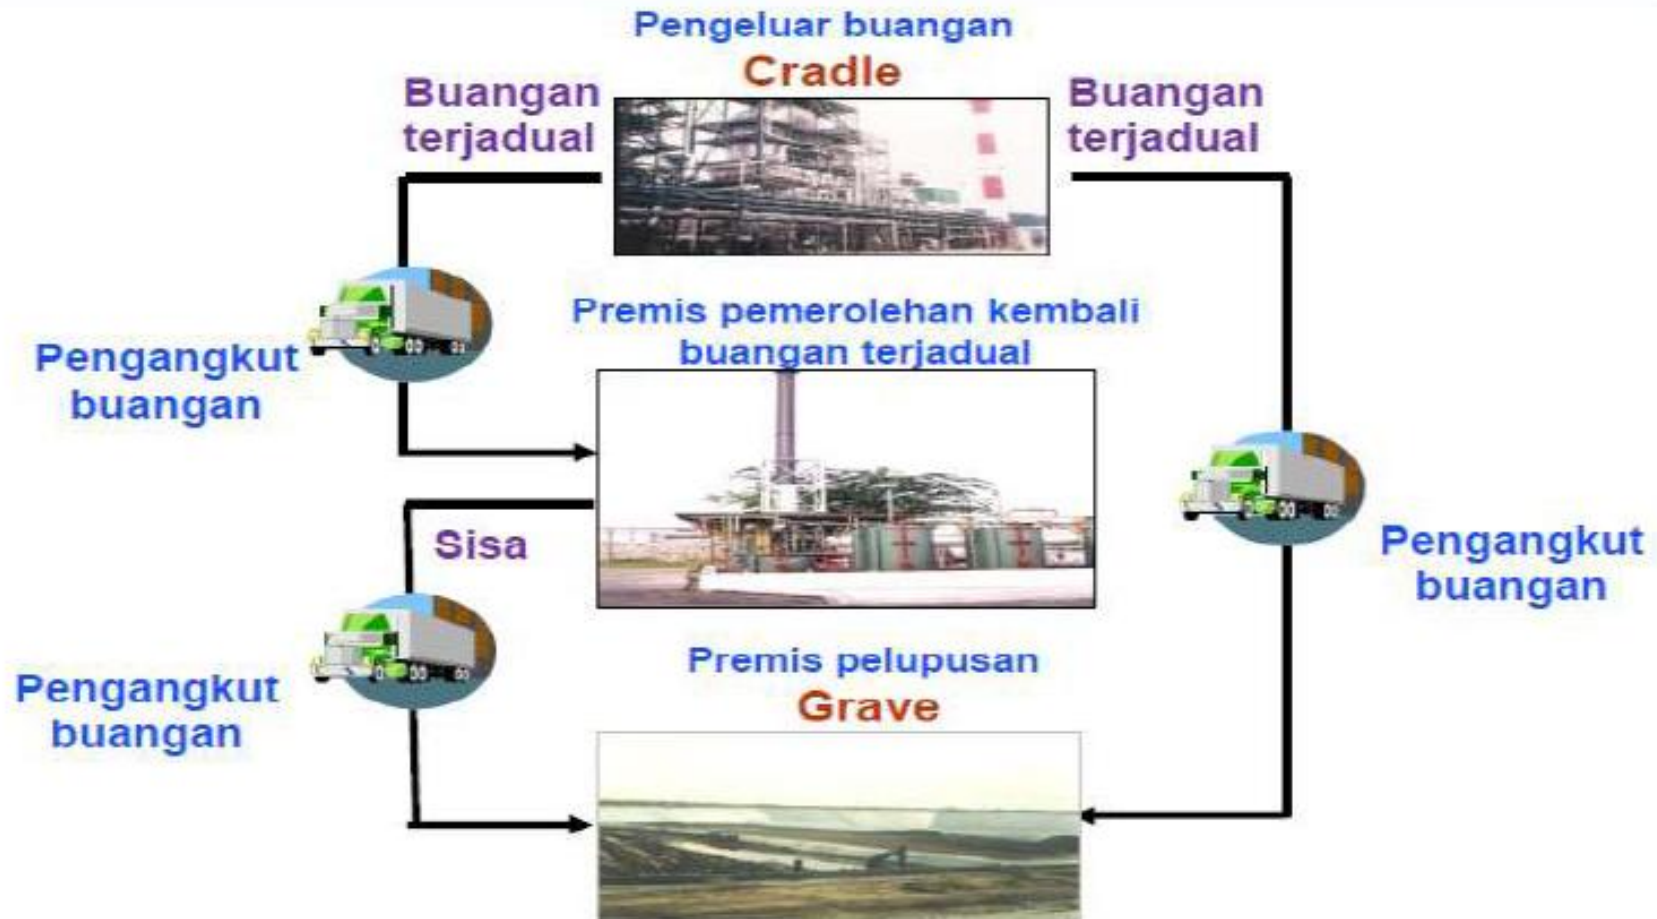 Pengeluar buangan
Cradle
Buangan
terjadual
Buangan
terjadual
Premis pemerolehan kembali
buangan terjadual
Pengangkut
buangan
Sisa
Pengangkut
buangan
Pengangkut
buangan
Premis pelupusan
Grave